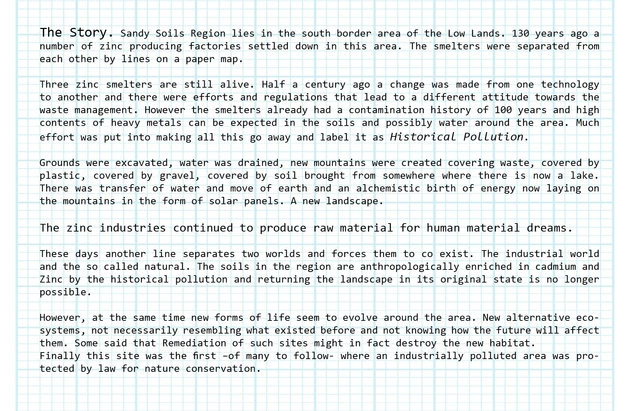 The Story. Sandy Soils Region lies in the south border area of the Low Lands. 130 years ago a
number of zinc producing factories settled down in this area. The smelters were separated from
each other by lines on a paper map.
Three zinc smelters are still alive. Half a century ago a change was made from one technology
to another and there were efforts and regulations that lead to a different attitude towards the
waste management. However the smelters already had a contamination history of 100 years and high
contents of heavy metals can be expected in the soils and possibly water around the area. Much
effort was put into making all this go away and label it as Historical Pollution.
Grounds were excavated, water was drained, new mountains were created covering waste, covered by
plastic, covered by gravel, covered by soil brought from somewhere where there is now a lake.
There was transfer of water and move of earth and an alchemistic birth of energy now laying on
the mountains in the form of solar panels. A new landscape.
The zinc industries continued to produce raw material for human material dreams.
These days another line separates two worlds and forces them to co exist. The industrial world
and the so called natural. The soils in the region are anthropologically enriched in cadmium and
Zinc by the historical pollution and returning the landscape in its original state is no longer
possible.
However, at the same time new forms of life seem to evolve around the area. New alternative eco-
systems, not necessarily resembling what existed before and not knowing how the future will affect
them. Some said that Remediation of such sites might in fact destroy the new habitat.
Finally this site was the first –of many to follow- where an industrially polluted area was pro-
tected by law for nature conservation.